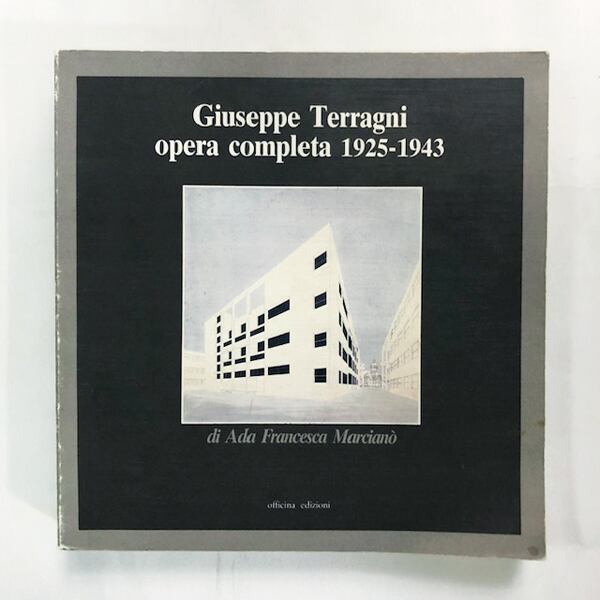 Giuseppe Terragni
opera completa 1925-1943
di Ada Francesca Marcianò
officina edizioni